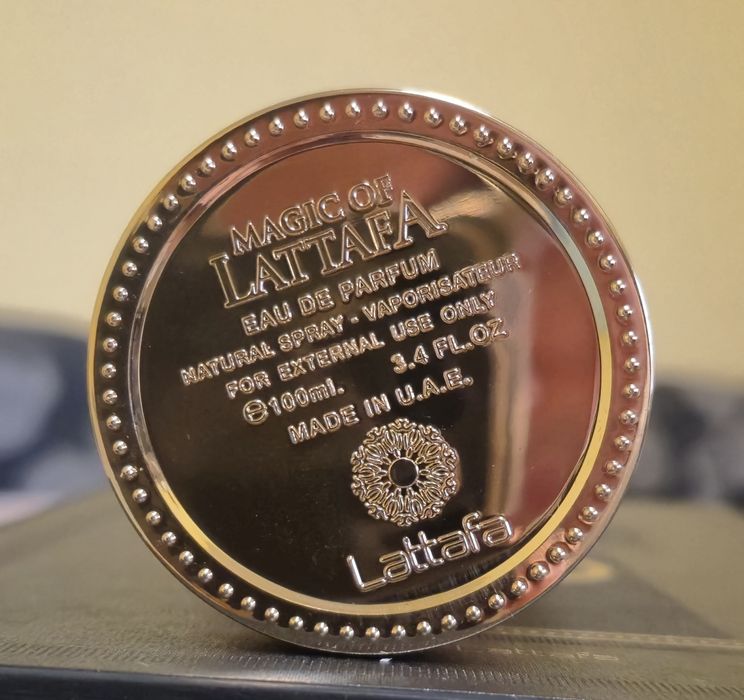 MAGIC OF
LATTAFA
EAU DE PARFUM
NATURAL SPRAY - VAPORISATEUR
FOR EXTERNAL USE ONLY
℮100ml. 3.4 FL.OZ
MADE IN U.A.E.
Lattafa